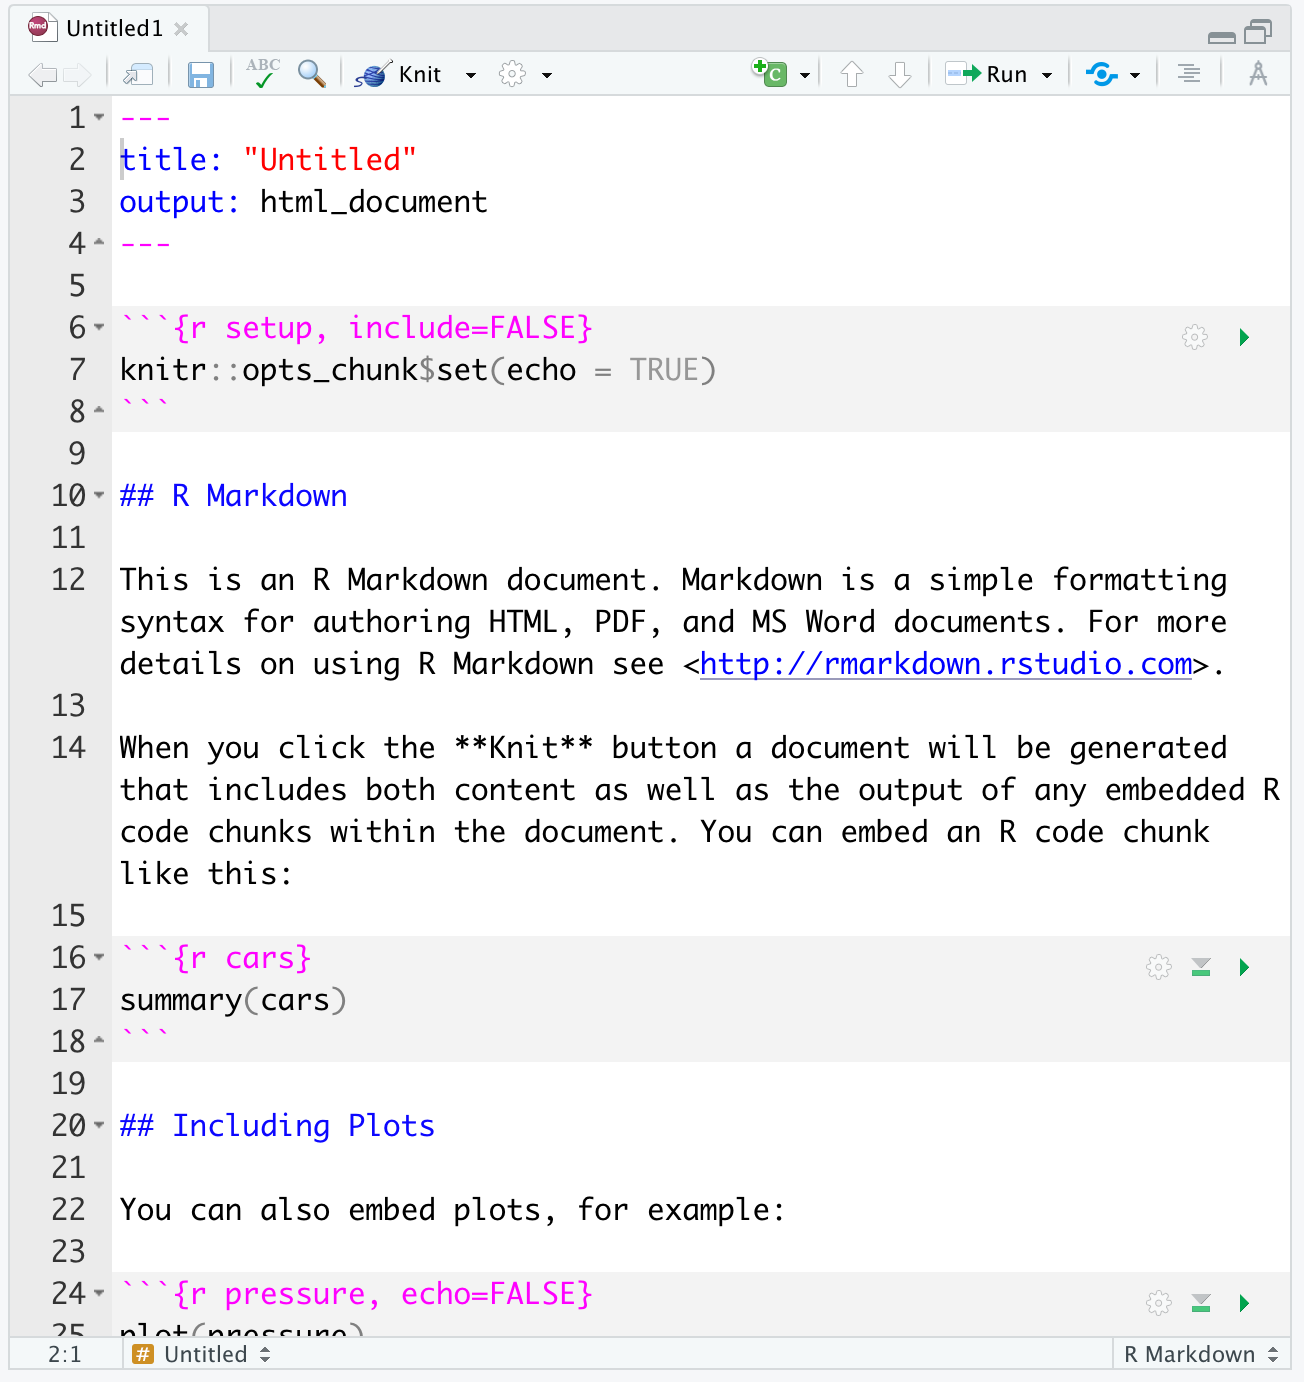 Untitled1
ABC Knit C Run
1 ---
2 title: "Untitled"
3 output: html_document
4 ---
5
6 ```{r setup, include=FALSE}
7 knitr::opts_chunk$set(echo = TRUE)
8 ```
9
10 ## R Markdown
11
12 This is an R Markdown document. Markdown is a simple formatting
syntax for authoring HTML, PDF, and MS Word documents. For more
details on using R Markdown see <http://rmarkdown.rstudio.com>.
13
14 When you click the **Knit** button a document will be generated
that includes both content as well as the output of any embedded R
code chunks within the document. You can embed an R code chunk
like this:
15
16 ```{r cars}
17 summary(cars)
18 ```
19
20 ## Including Plots
21
22 You can also embed plots, for example:
23
24 ```{r pressure, echo=FALSE}
25 plot(pressure)
2:1 # Untitled R Markdown